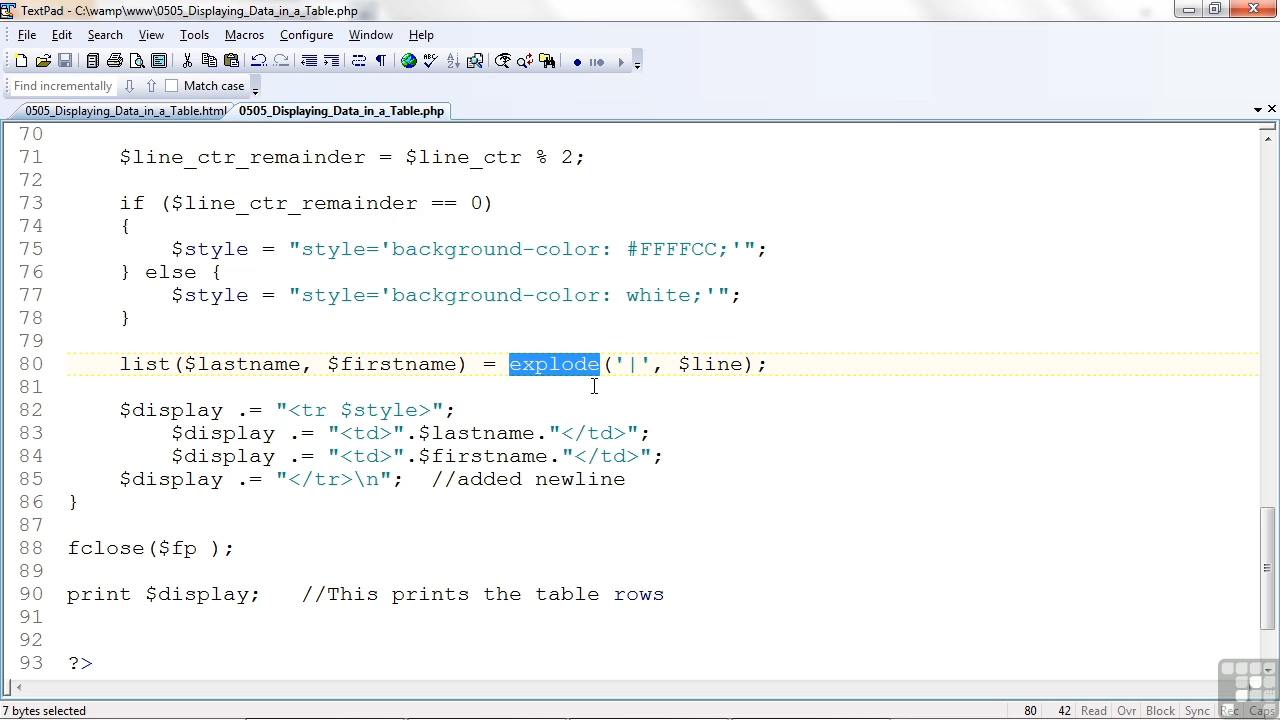 TextPad - C:\wamp\www\0505_Displaying_Data_in_a_Table.php
File Edit Search View Tools Macros Configure Window Help
Find incrementally Match case
0505_Displaying_Data_in_a_Table.html 0505_Displaying_Data_in_a_Table.php
70
71 $line_ctr_remainder = $line_ctr % 2;
72
73 if ($line_ctr_remainder == 0)
74 {
75 $style = "style='background-color: #FFFFCC;'";
76 } else {
77 $style = "style='background-color: white;'";
78 }
79
80 list($lastname, $firstname) = explode('|', $line);
81
82 $display .= "<tr $style>";
83 $display .= "<td>".$lastname."</td>";
84 $display .= "<td>".$firstname."</td>";
85 $display .= "</tr>\n"; //added newline
86 }
87
88 fclose($fp );
89
90 print $display; //This prints the table rows
91
92
93 ?>
7 bytes selected 80 42 Read Ovr Block Sync Rec Caps